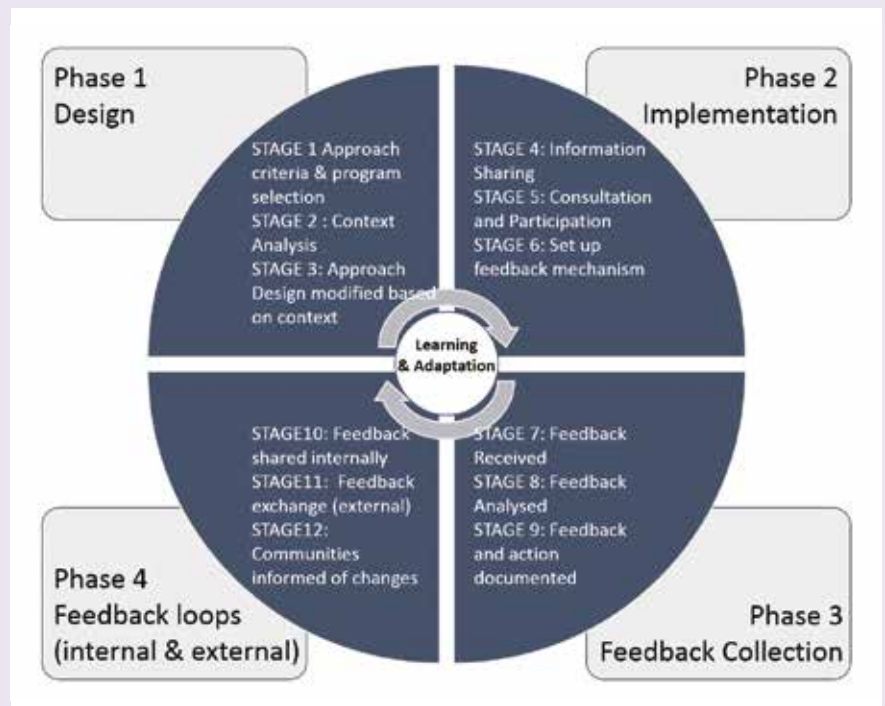 Phase 1
Design
STAGE 1 Approach
criteria & program
selection
STAGE 2 : Context
Analysis
STAGE 3: Approach
Design modified based
on context
Phase 2
Implementation
STAGE 4: Information
Sharing
STAGE 5: Consultation
and Participation
STAGE 6: Set up
feedback mechanism
Learning
& Adaptation
STAGE 7: Feedback
Received
STAGE 8: Feedback
Analysed
STAGE 9: Feedback
and action
documented
Phase 3
Feedback Collection
STAGE10: Feedback
shared internally
STAGE11: Feedback
exchange (external)
STAGE12:
Communities
informed of changes
Phase 4
Feedback loops
(internal & external)